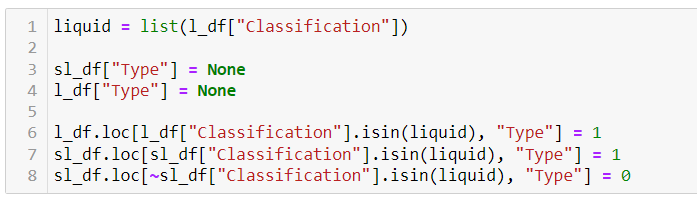 1 liquid = list(l_df["Classification"])
2
3 sl_df["Type"] = None
4 l_df["Type"] = None
5
6 l_df.loc[l_df["Classification"].isin(liquid), "Type"] = 1
7 sl_df.loc[sl_df["Classification"].isin(liquid), "Type"] = 1
8 sl_df.loc[~sl_df["Classification"].isin(liquid), "Type"] = 0